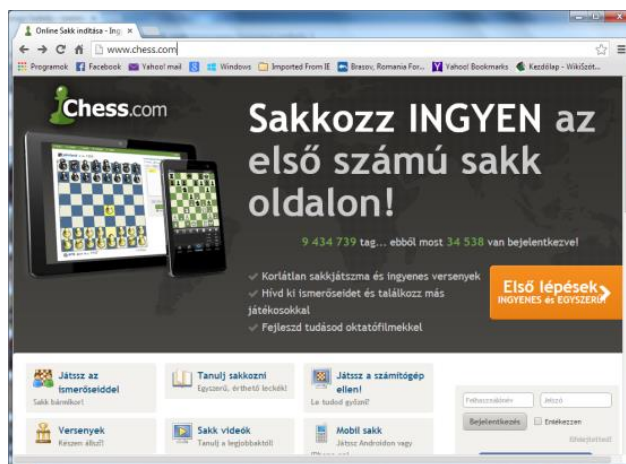 Online Sakk indítása - Ing
www.chess.com
Programok Facebook Yahoo! mail Windows Imported From IE Brasov, Romania For... Yahoo! Bookmarks Kezdőlap - WikiSzót...
Chess.com
Sakkozz INGYEN az
első számú sakk
oldalon!
9 434 739 tag... ebből most 34 538 van bejelentkezve!
Korlátlan sakkjátszma és ingyenes versenyek
Hívd ki ismerőseidet és találkozz más
játékosokkal
Fejleszd tudásod oktatófilmekkel
Első lépések
INGYENES és EGYSZERŰ!
Játssz az
ismerőseiddel
Sakk bármikor!
Tanulj sakkozni
Egyszerű, érthető leckék!
Játssz a számítógép
ellen!
Le tudod győzni?
Versenyek
Készen állsz?!
Sakk videók
Tanulj a legjobbaktól!
Mobil sakk
Játssz Androidon vagy
Felhasználónév
Jelszó
Bejelentkezés
Emlékezzen